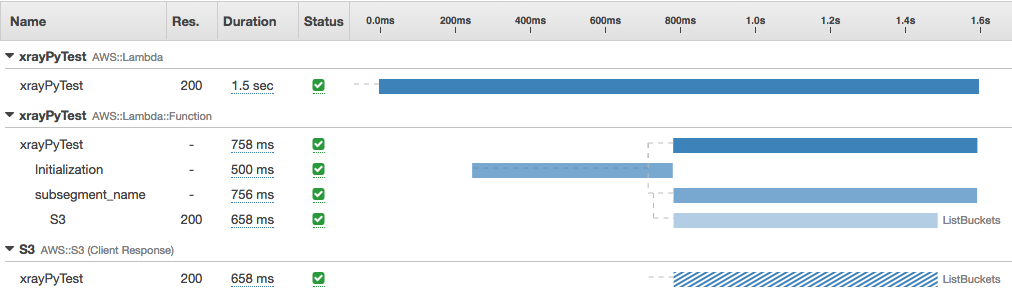 Name Res. Duration Status 0.0ms 200ms 400ms 600ms 800ms 1.0s 1.2s 1.4s 1.6s
xrayPyTest AWS::Lambda
xrayPyTest 200 1.5 sec
xrayPyTest AWS::Lambda::Function
xrayPyTest - 758 ms
Initialization - 500 ms
subsegment_name - 756 ms
S3 200 658 ms ListBuckets
S3 AWS::S3 (Client Response)
xrayPyTest 200 658 ms ListBuckets